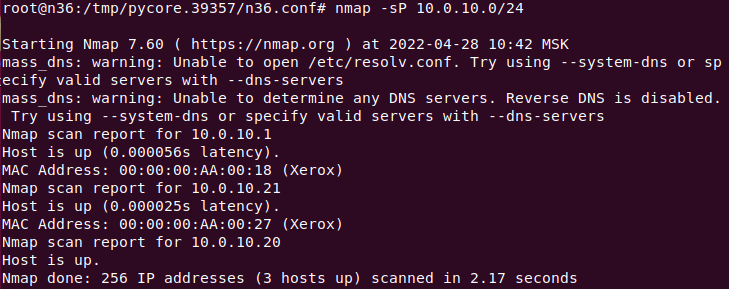 root@n36:/tmp/pycore.39357/n36.conf# nmap -sP 10.0.10.0/24
Starting Nmap 7.60 ( https://nmap.org ) at 2022-04-28 10:42 MSK
mass_dns: warning: Unable to open /etc/resolv.conf. Try using --system-dns or sp
ecify valid servers with --dns-servers
mass_dns: warning: Unable to determine any DNS servers. Reverse DNS is disabled.
 Try using --system-dns or specify valid servers with --dns-servers
Nmap scan report for 10.0.10.1
Host is up (0.000056s latency).
MAC Address: 00:00:00:AA:00:18 (Xerox)
Nmap scan report for 10.0.10.21
Host is up (0.000025s latency).
MAC Address: 00:00:00:AA:00:27 (Xerox)
Nmap scan report for 10.0.10.20
Host is up.
Nmap done: 256 IP addresses (3 hosts up) scanned in 2.17 seconds